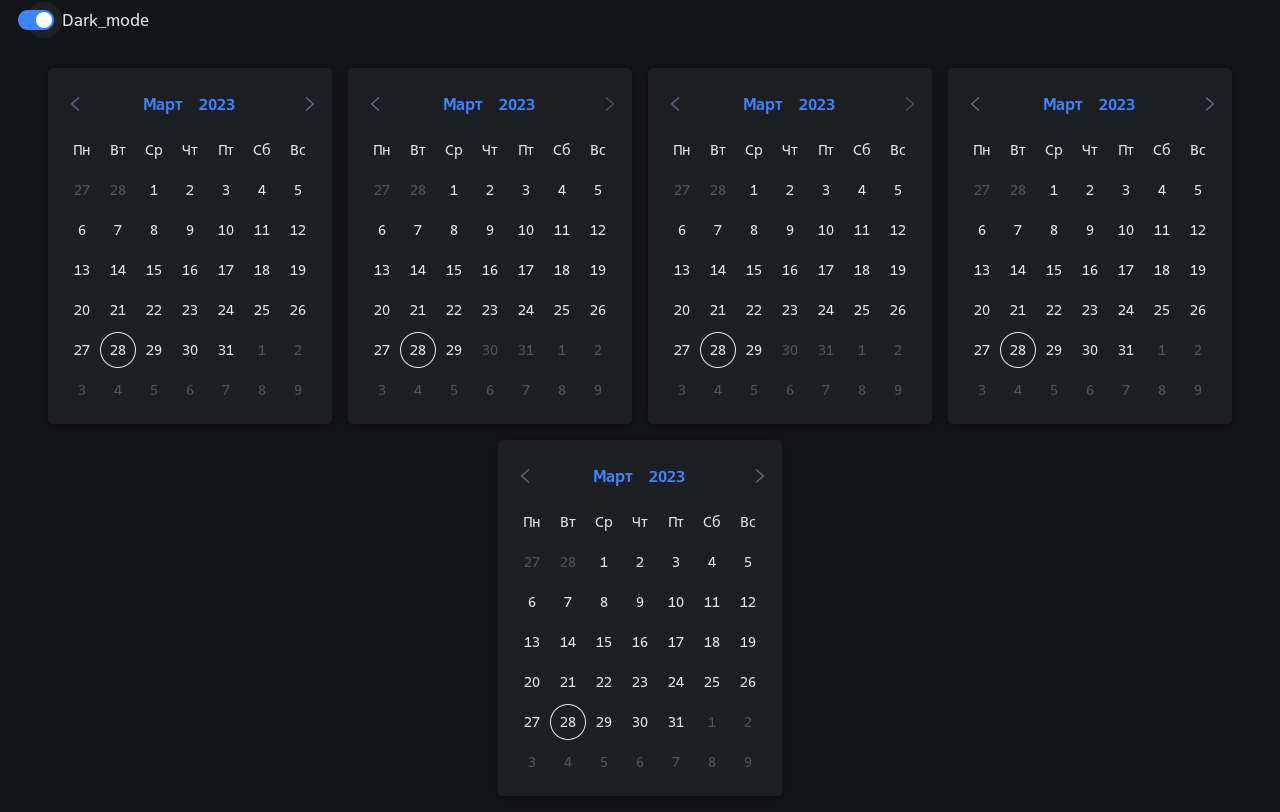 Dark_mode
Март 2023 Март 2023 Март 2023 Март 2023
Пн Вт Ср Чт Пт Сб Вс Пн Вт Ср Чт Пт Сб Вс Пн Вт Ср Чт Пт Сб Вс Пн Вт Ср Чт Пт Сб Вс
27 28 1 2 3 4 5 27 28 1 2 3 4 5 27 28 1 2 3 4 5 27 28 1 2 3 4 5
6 7 8 9 10 11 12 6 7 8 9 10 11 12 6 7 8 9 10 11 12 6 7 8 9 10 11 12
13 14 15 16 17 18 19 13 14 15 16 17 18 19 13 14 15 16 17 18 19 13 14 15 16 17 18 19
20 21 22 23 24 25 26 20 21 22 23 24 25 26 20 21 22 23 24 25 26 20 21 22 23 24 25 26
27 28 29 30 31 1 2 27 28 29 30 31 1 2 27 28 29 30 31 1 2 27 28 29 30 31 1 2
3 4 5 6 7 8 9 3 4 5 6 7 8 9 3 4 5 6 7 8 9 3 4 5 6 7 8 9
Март 2023
Пн Вт Ср Чт Пт Сб Вс
27 28 1 2 3 4 5
6 7 8 9 10 11 12
13 14 15 16 17 18 19
20 21 22 23 24 25 26
27 28 29 30 31 1 2
3 4 5 6 7 8 9